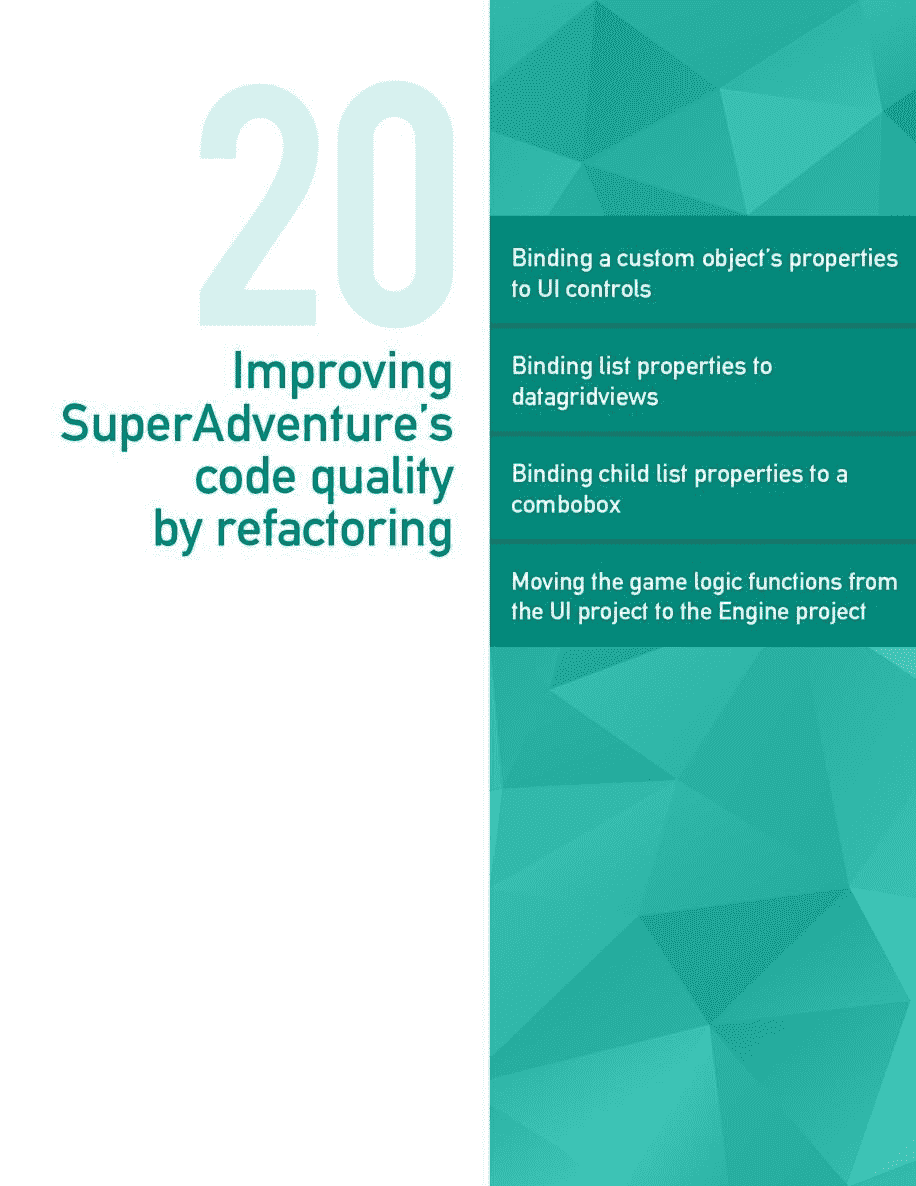 20
Improving
SuperAdventure's
code quality
by refactoring
Binding a custom object's properties
to UI controls
Binding list properties to
datagridviews
Binding child list properties to a
combobox
Moving the game logic functions from
the UI project to the Engine project